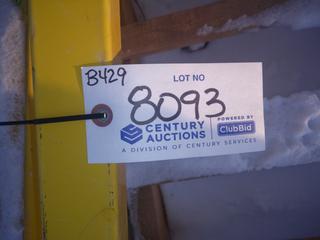 B429
LOT NO
8093
CENTURY AUCTIONS
POWERED BY
ClubBid
A DIVISION OF CENTURY SERVICES